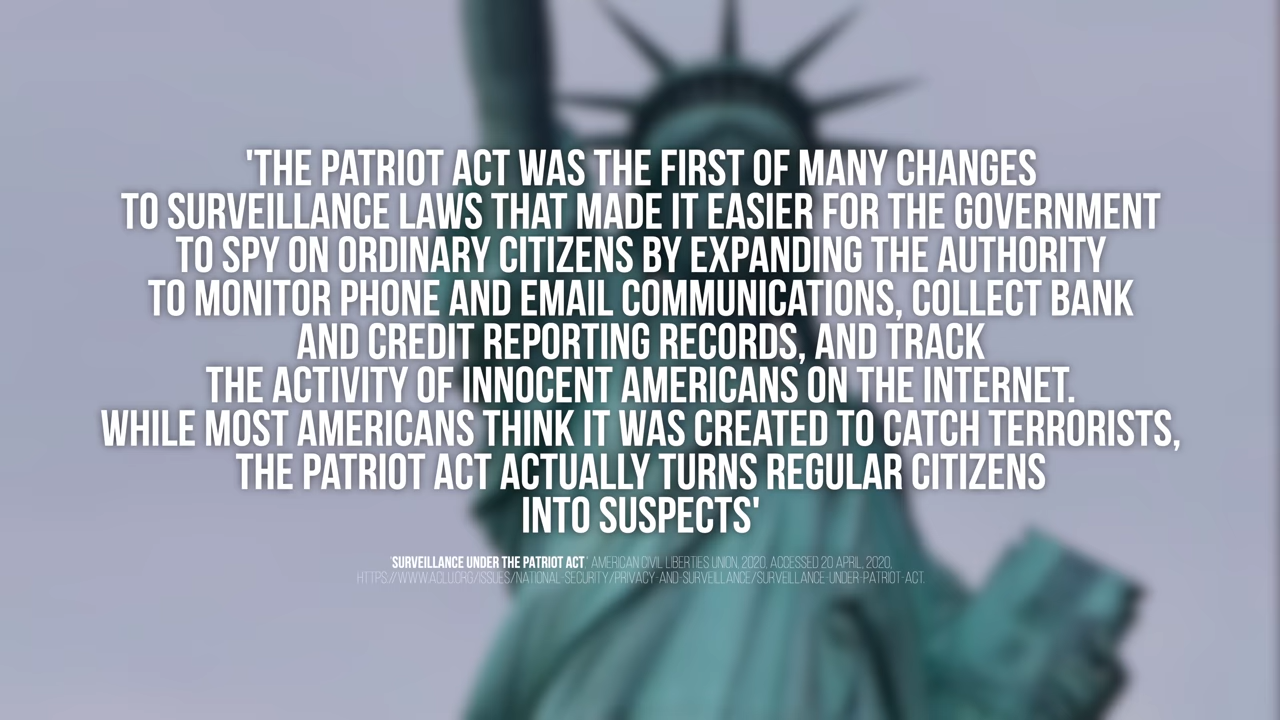 'THE PATRIOT ACT WAS THE FIRST OF MANY CHANGES
TO SURVEILLANCE LAWS THAT MADE IT EASIER FOR THE GOVERNMENT
TO SPY ON ORDINARY CITIZENS BY EXPANDING THE AUTHORITY
TO MONITOR PHONE AND EMAIL COMMUNICATIONS, COLLECT BANK
AND CREDIT REPORTING RECORDS, AND TRACK
THE ACTIVITY OF INNOCENT AMERICANS ON THE INTERNET.
WHILE MOST AMERICANS THINK IT WAS CREATED TO CATCH TERRORISTS,
THE PATRIOT ACT ACTUALLY TURNS REGULAR CITIZENS
INTO SUSPECTS'
'SURVEILLANCE UNDER THE PATRIOT ACT'. AMERICAN CIVIL LIBERTIES UNION, 2020. ACCESSED 20 APRIL, 2020,
HTTPS://WWW.ACLU.ORG/ISSUES/NATIONAL-SECURITY/PRIVACY-AND-SURVEILLANCE/SURVEILLANCE-UNDER-PATRIOT-ACT.